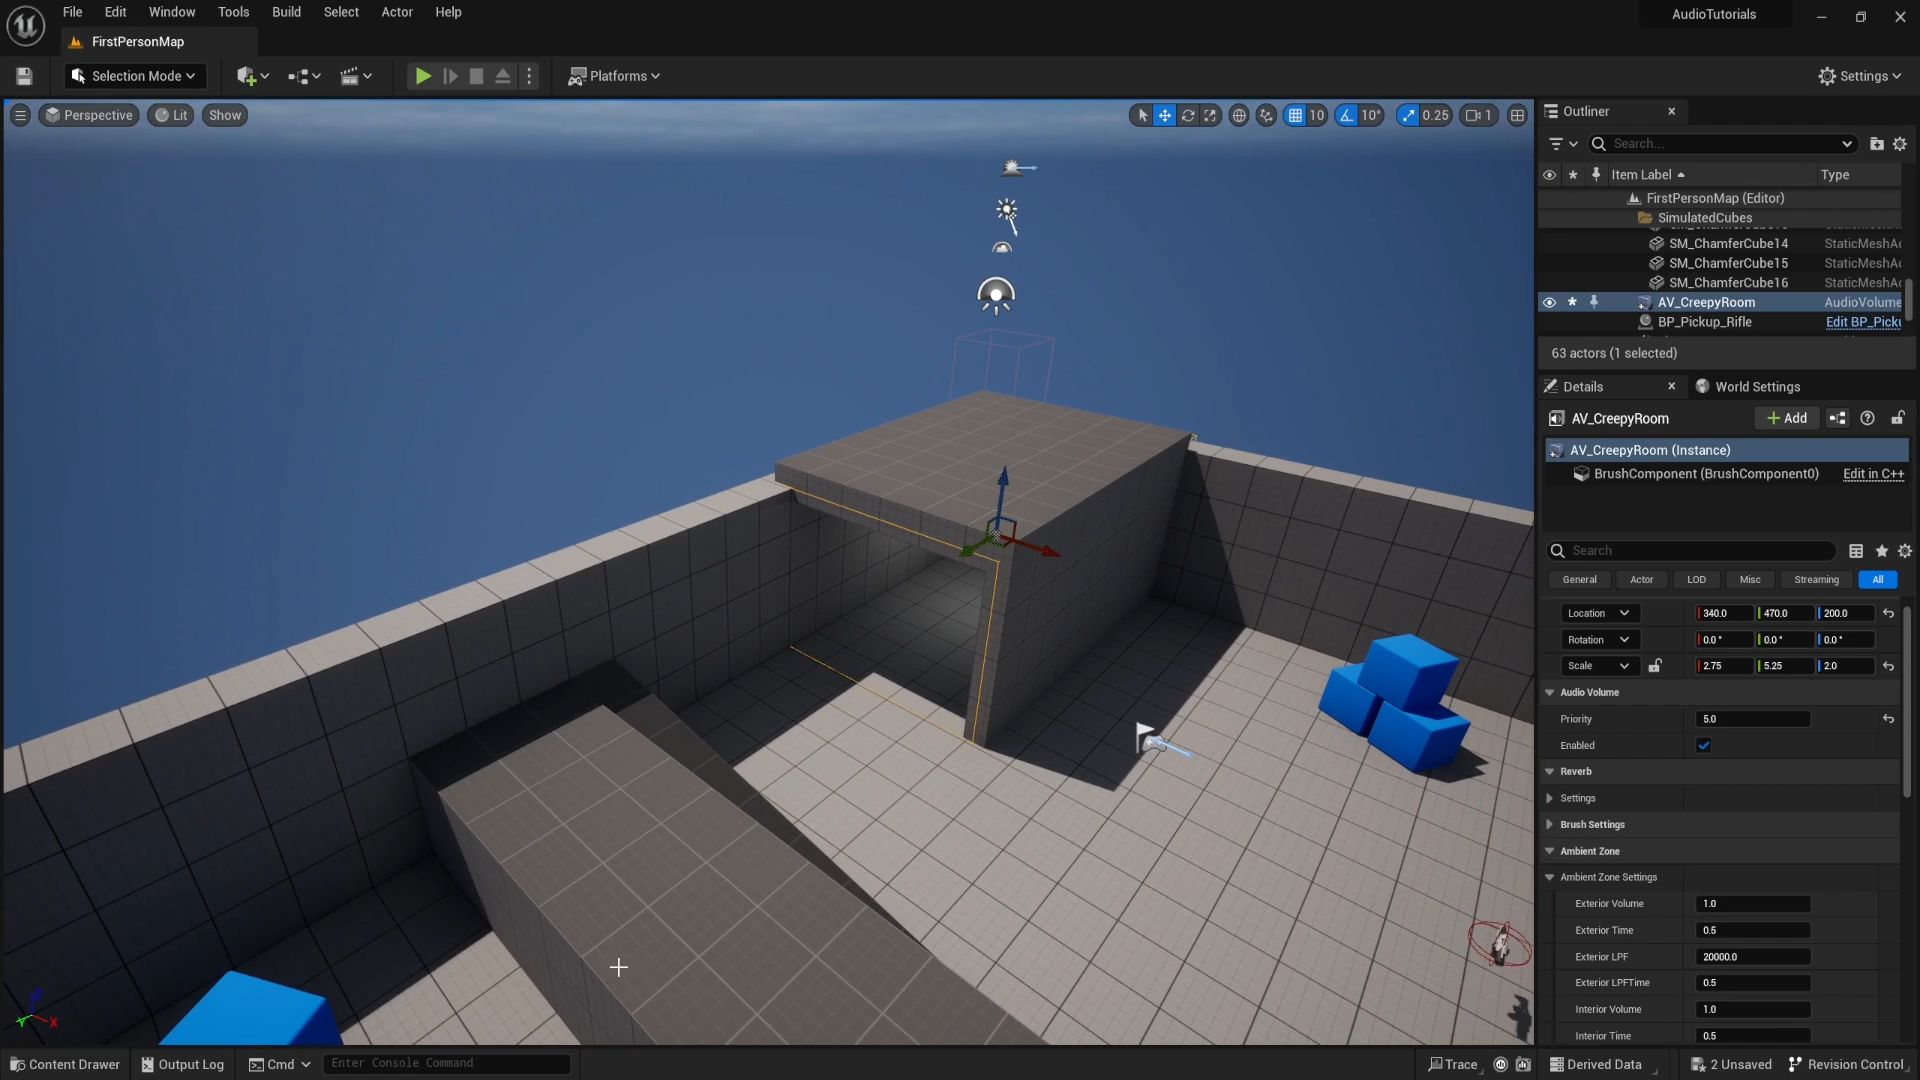 File Edit Window Tools Build Select Actor Help
AudioTutorials
FirstPersonMap
Selection Mode
Platforms
Settings
Perspective Lit Show
10 10° 0.25 1
Outliner
Search...
Item Label Type
FirstPersonMap (Editor)
SimulatedCubes
SM_ChamferCube14 StaticMeshAc
SM_ChamferCube15 StaticMeshAc
SM_ChamferCube16 StaticMeshAc
AV_CreepyRoom AudioVolume
BP_Pickup_Rifle Edit BP_Picku
63 actors (1 selected)
Details World Settings
AV_CreepyRoom Add
AV_CreepyRoom (Instance)
BrushComponent (BrushComponent0) Edit in C++
Search
General Actor LOD Misc Streaming All
Location 340.0 470.0 200.0
Rotation 0.0° 0.0° 0.0°
Scale 2.75 5.25 2.0
Audio Volume
Priority 5.0
Enabled
Reverb
Settings
Brush Settings
Ambient Zone
Ambient Zone Settings
Exterior Volume 1.0
Exterior Time 0.5
Exterior LPF 20000.0
Exterior LPFTime 0.5
Interior Volume 1.0
Interior Time 0.5
Z
Y X
Content Drawer Output Log Cmd Enter Console Command
Trace Derived Data 2 Unsaved Revision Control